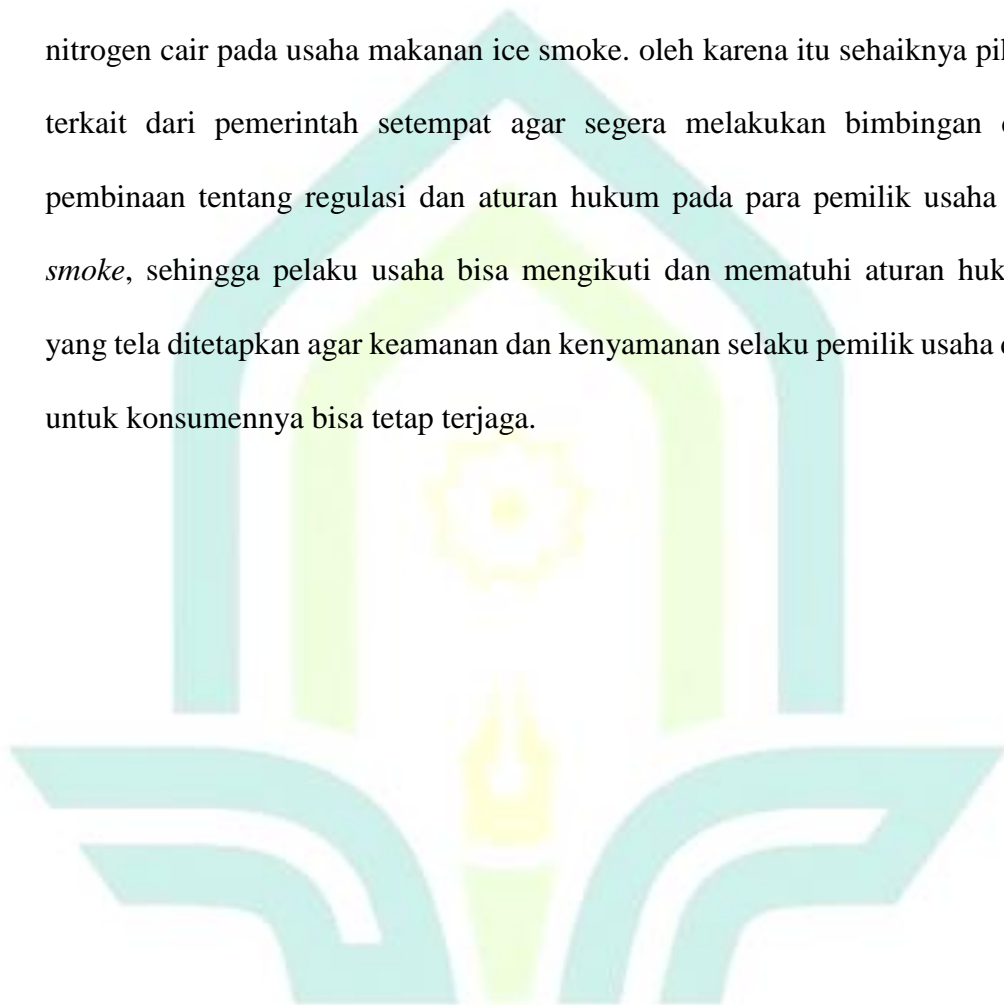 nitrogen cair pada usaha makanan ice smoke. oleh karena itu sehaiknya pil
terkait dari pemerintah setempat agar segera melakukan bimbingan
pembinaan tentang regulasi dan aturan hukum pada para pemilik usaha
smoke, sehingga pelaku usaha bisa mengikuti dan mematuhi aturan huk
yang tela ditetapkan agar keamanan dan kenyamanan selaku pemilik usaha
untuk konsumennya bisa tetap terjaga.